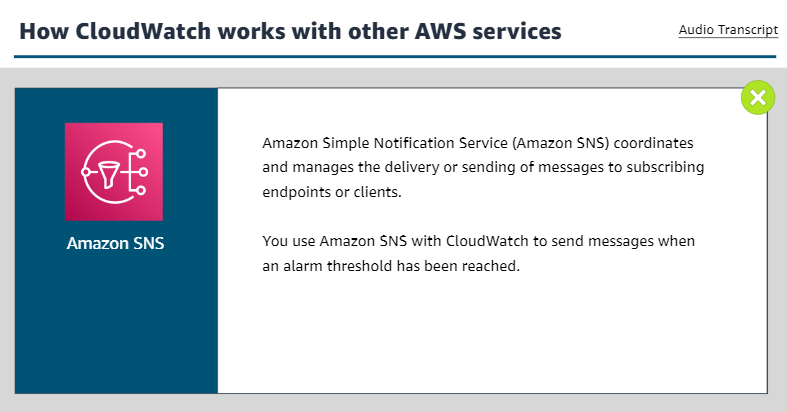 How CloudWatch works with other AWS services
Audio Transcript
Amazon SNS
Amazon Simple Notification Service (Amazon SNS) coordinates
and manages the delivery or sending of messages to subscribing
endpoints or clients.
You use Amazon SNS with CloudWatch to send messages when
an alarm threshold has been reached.